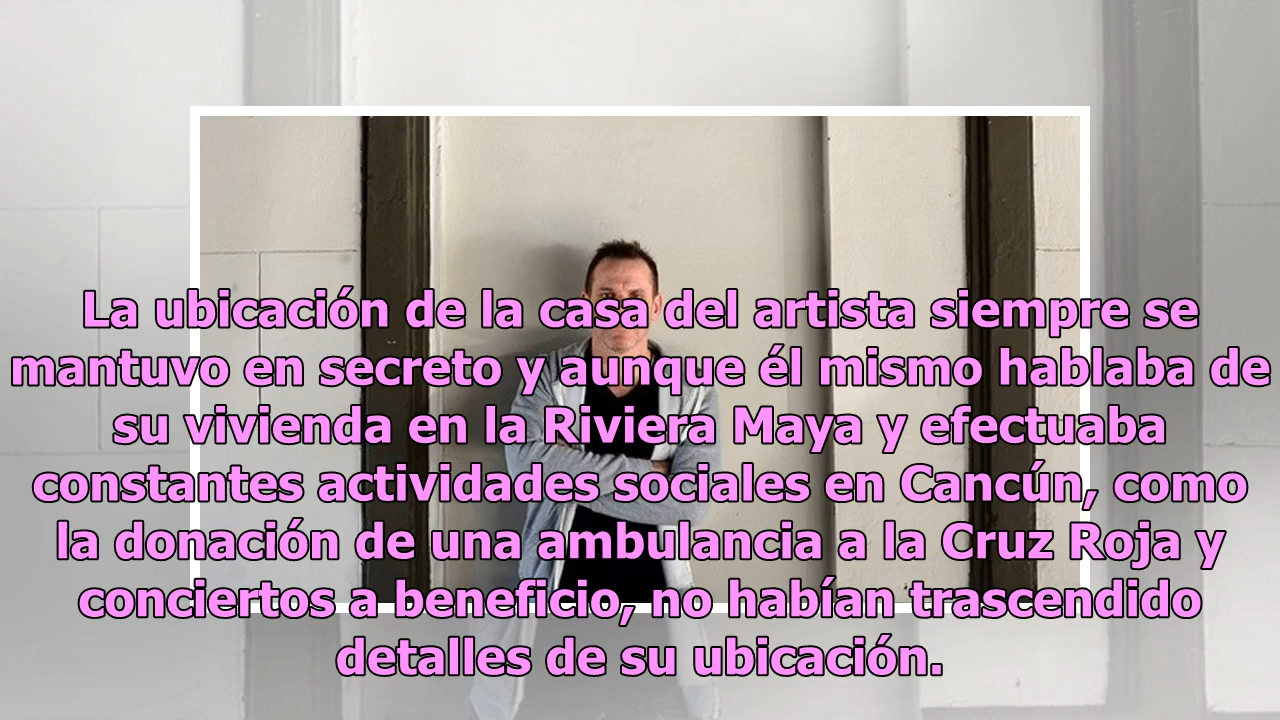 La ubicación de la casa del artista siempre se
mantuvo en secreto y aunque él mismo hablaba de
su vivienda en la Riviera Maya y efectuaba
constantes actividades sociales en Cancún, como
la donación de una ambulancia a la Cruz Roja y
conciertos a beneficio, no habían trascendido
detalles de su ubicación.